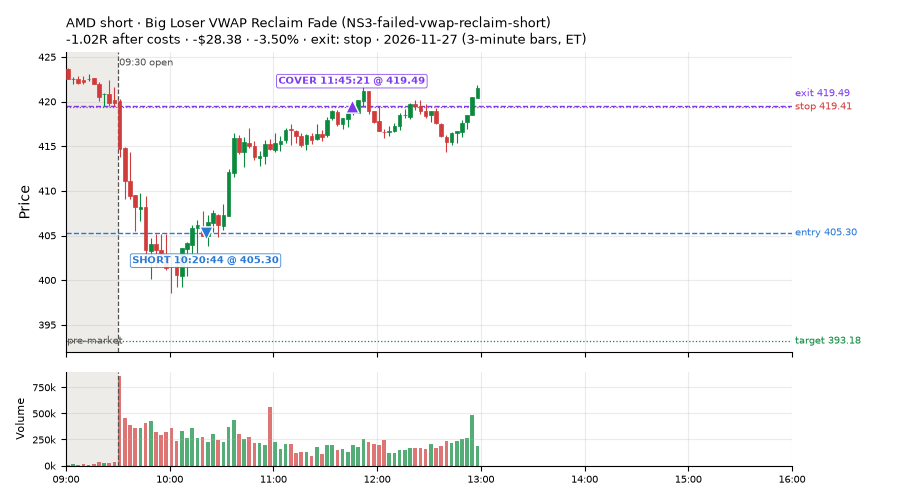 AMD short · Big Loser VWAP Reclaim Fade (NS3-failed-vwap-reclaim-short)
-1.02R after costs · -$28.38 · -3.50% · exit: stop · 2026-11-27 (3-minute bars, ET)
09:30 open
COVER 11:45:21 @ 419.49
exit 419.49
stop 419.41
entry 405.30
SHORT 10:20:44 @ 405.30
pre-market
target 393.18
Price
425
420
415
410
405
400
395
Volume
750k
500k
250k
0k
09:00
10:00
11:00
12:00
13:00
14:00
15:00
16:00